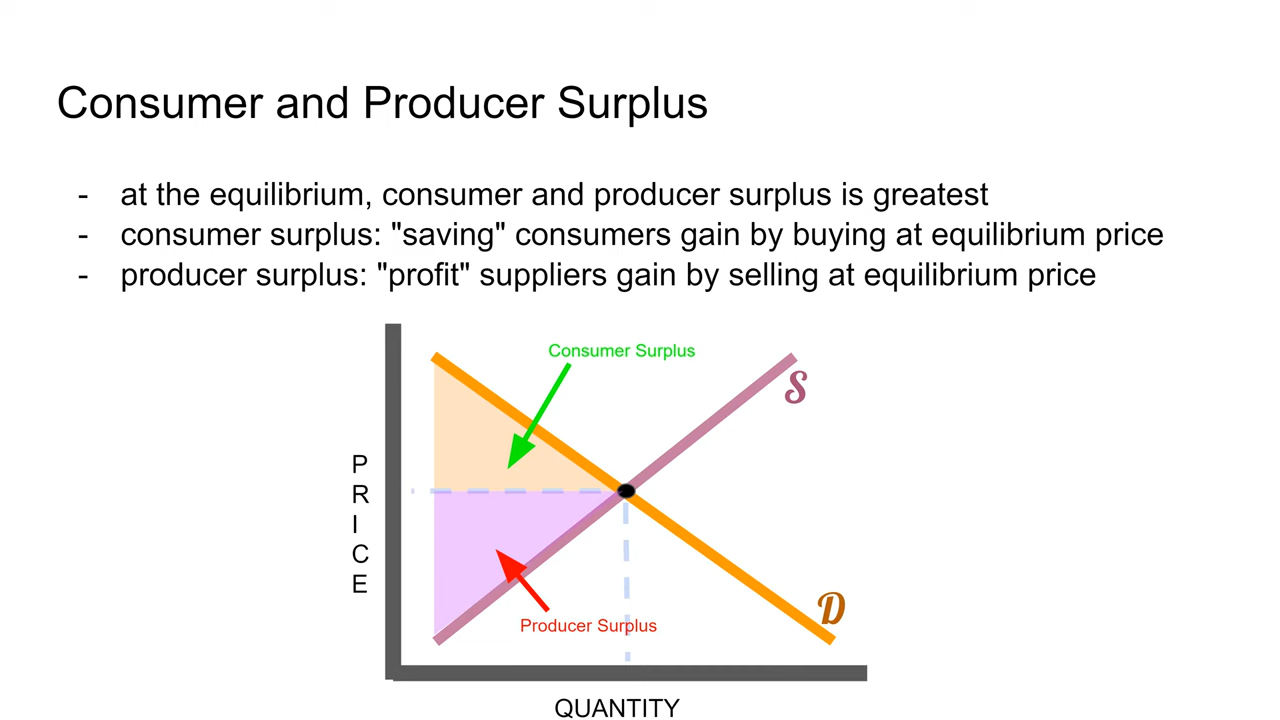 Consumer and Producer Surplus
- at the equilibrium, consumer and producer surplus is greatest
- consumer surplus: "saving" consumers gain by buying at equilibrium price
- producer surplus: "profit" suppliers gain by selling at equilibrium price
Consumer Surplus
S
P
R
I
C
E
D
Producer Surplus
QUANTITY